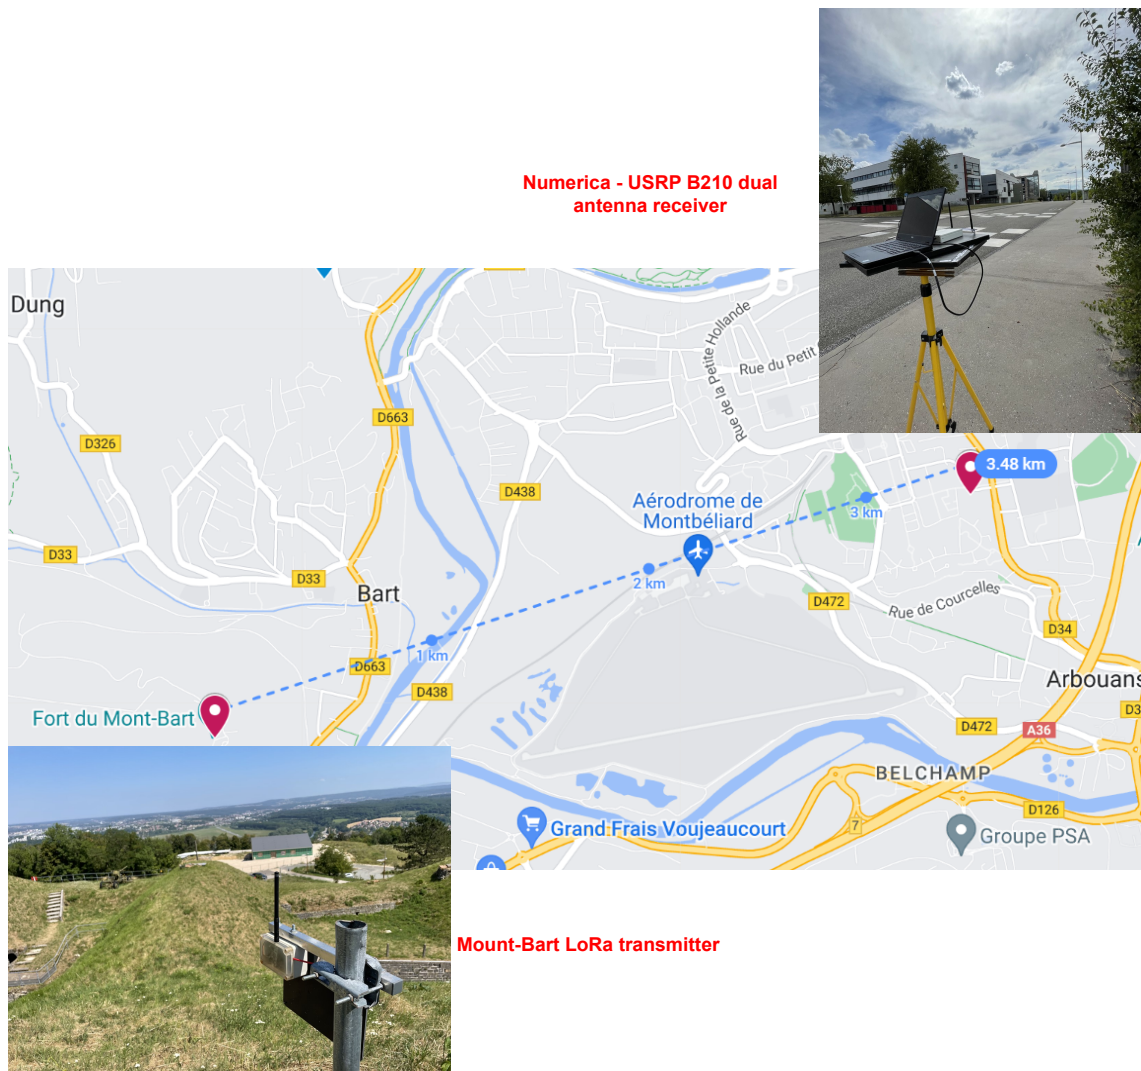 Numerica - USRP B210 dual
antenna receiver
Dung
Rue de la Petite Hollande
Rue du Petit
D663
D326
3.48 km
D438
Aérodrome de
Montbéliard
3 km
D33
D33
2 km
Bart
D472
Rue de Courcelles
D34
1 km
D663
Arbouans
D438
Fort du Mont-Bart
D3
D472
A36
BELCHAMP
D126
Grand Frais Voujeaucourt
7
Groupe PSA
Mount-Bart LoRa transmitter